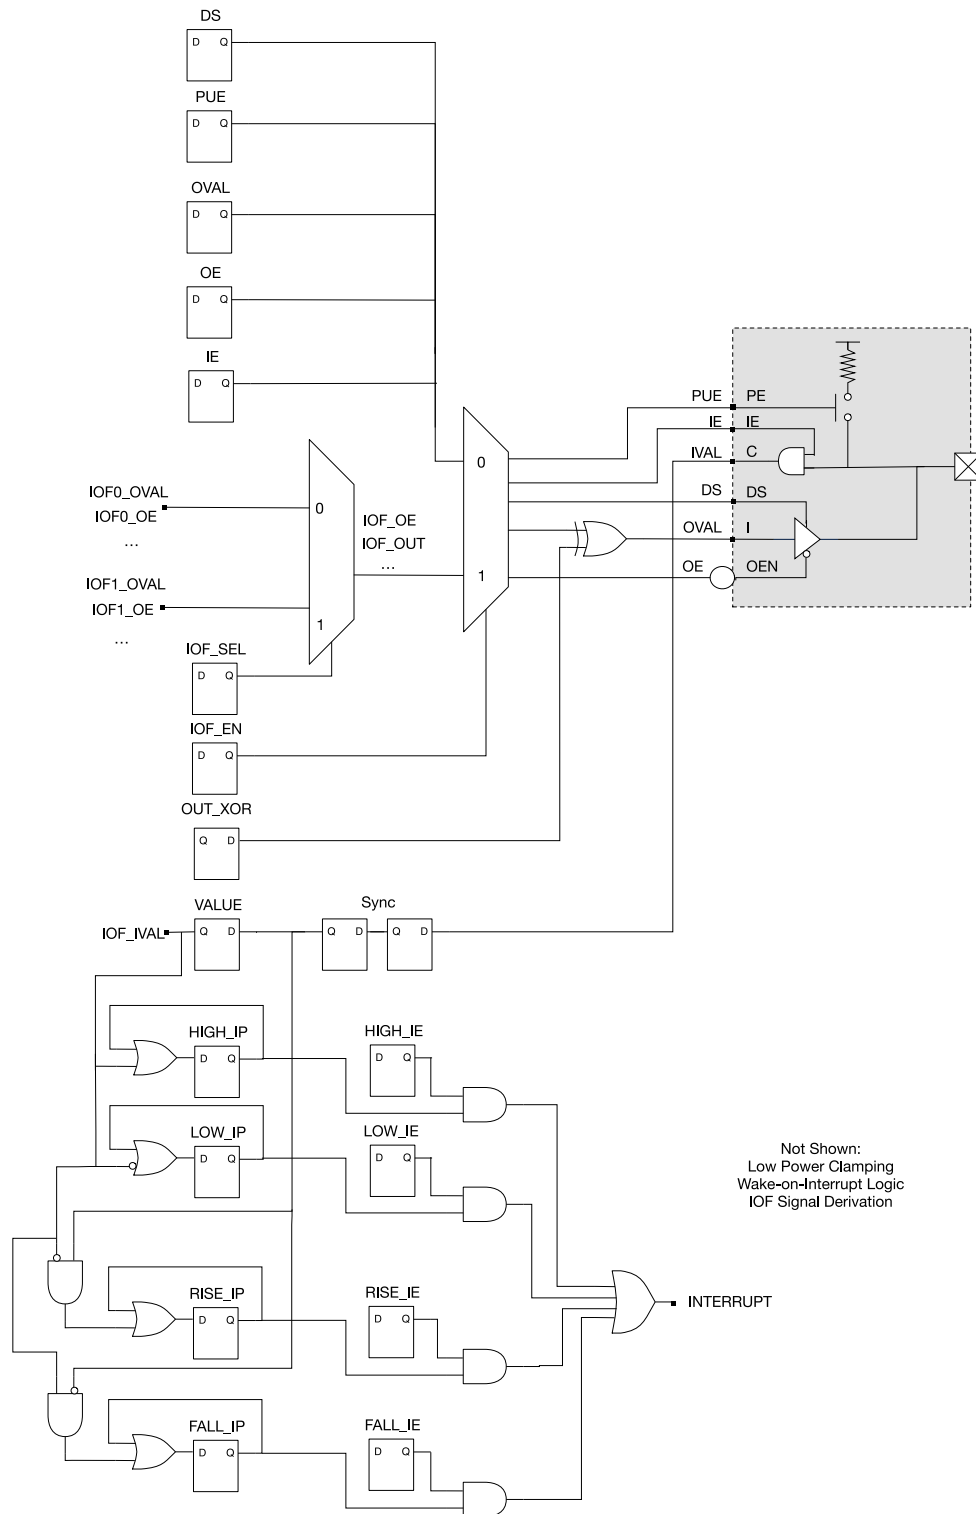 DS
D Q
PUE
D Q
OVAL
D Q
OE
D Q
IE
D Q
PUE PE
IE IE
IVAL C
DS DS
OVAL I
OE OEN
0
1
IOF0_OVAL
IOF0_OE
...
IOF1_OVAL
IOF1_OE
...
0
1
IOF_OE
IOF_OUT
...
IOF_SEL
D Q
IOF_EN
D Q
OUT_XOR
Q D
VALUE
Sync
IOF_IVAL
Q D
Q D
Q D
HIGH_IP
D Q
HIGH_IE
D Q
LOW_IP
D Q
LOW_IE
D Q
Not Shown:
Low Power Clamping
Wake-on-Interrupt Logic
IOF Signal Derivation
RISE_IP
D Q
RISE_IE
D Q
INTERRUPT
FALL_IP
D Q
FALL_IE
D Q